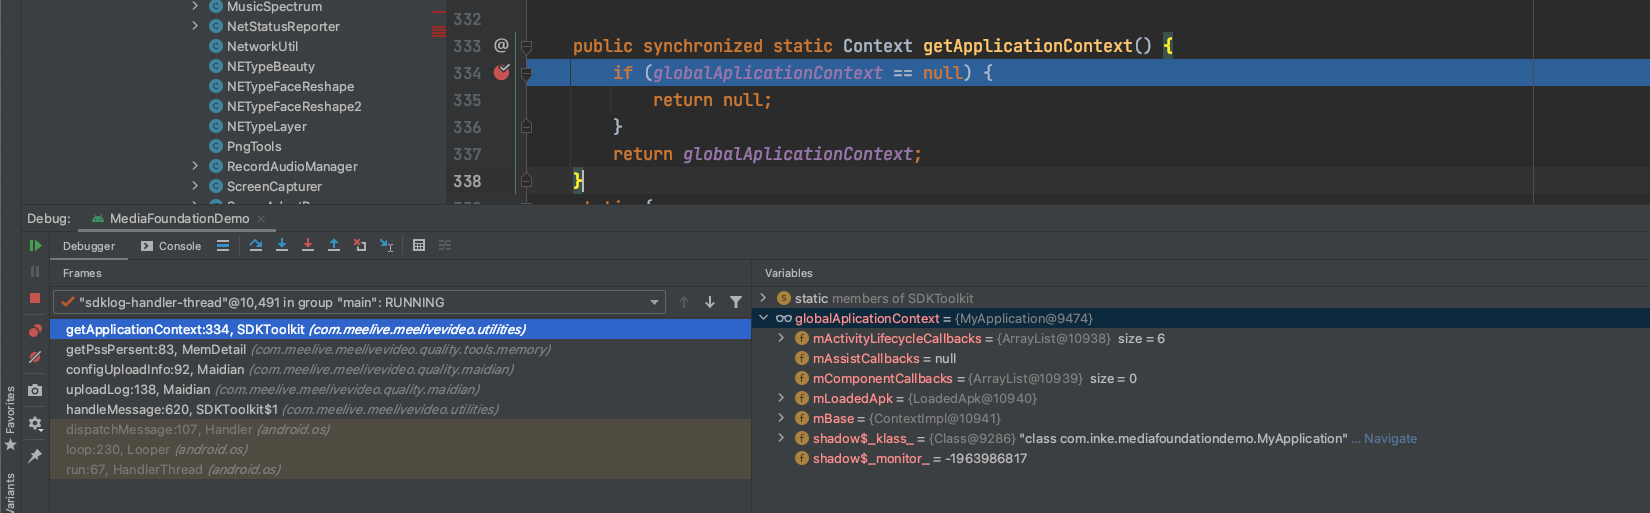 MusicSpectrum
NetStatusReporter
NetworkUtil
NETypeBeauty
NETypeFaceReshape
NETypeFaceReshape2
NETypeLayer
PngTools
RecordAudioManager
ScreenCapturer
332
333 @ public synchronized static Context getApplicationContext() {
334 if (globalAplicationContext == null) {
335 return null;
336 }
337 return globalAplicationContext;
338 }
Debug: MediaFoundationDemo
Debugger Console
Frames
"sdklog-handler-thread"@10,491 in group "main": RUNNING
getApplicationContext:334, SDKToolkit (com.meelive.meelivevideo.utilities)
getPssPersent:83, MemDetail (com.meelive.meelivevideo.quality.tools.memory)
configUploadInfo:92, Maidian (com.meelive.meelivevideo.quality.maidian)
uploadLog:138, Maidian (com.meelive.meelivevideo.quality.maidian)
handleMessage:620, SDKToolkit$1 (com.meelive.meelivevideo.utilities)
dispatchMessage:107, Handler (android.os)
loop:230, Looper (android.os)
run:67, HandlerThread (android.os)
Variables
static members of SDKToolkit
globalAplicationContext = {MyApplication@9474}
mActivityLifecycleCallbacks = {ArrayList@10938} size = 6
mAssistCallbacks = null
mComponentCallbacks = {ArrayList@10939} size = 0
mLoadedApk = {LoadedApk@10940}
mBase = {ContextImpl@10941}
shadow$_klass_ = {Class@9286} "class com.inke.mediafoundationdemo.MyApplication" ... Navigate
shadow$_monitor_ = -1963986817
Favorites